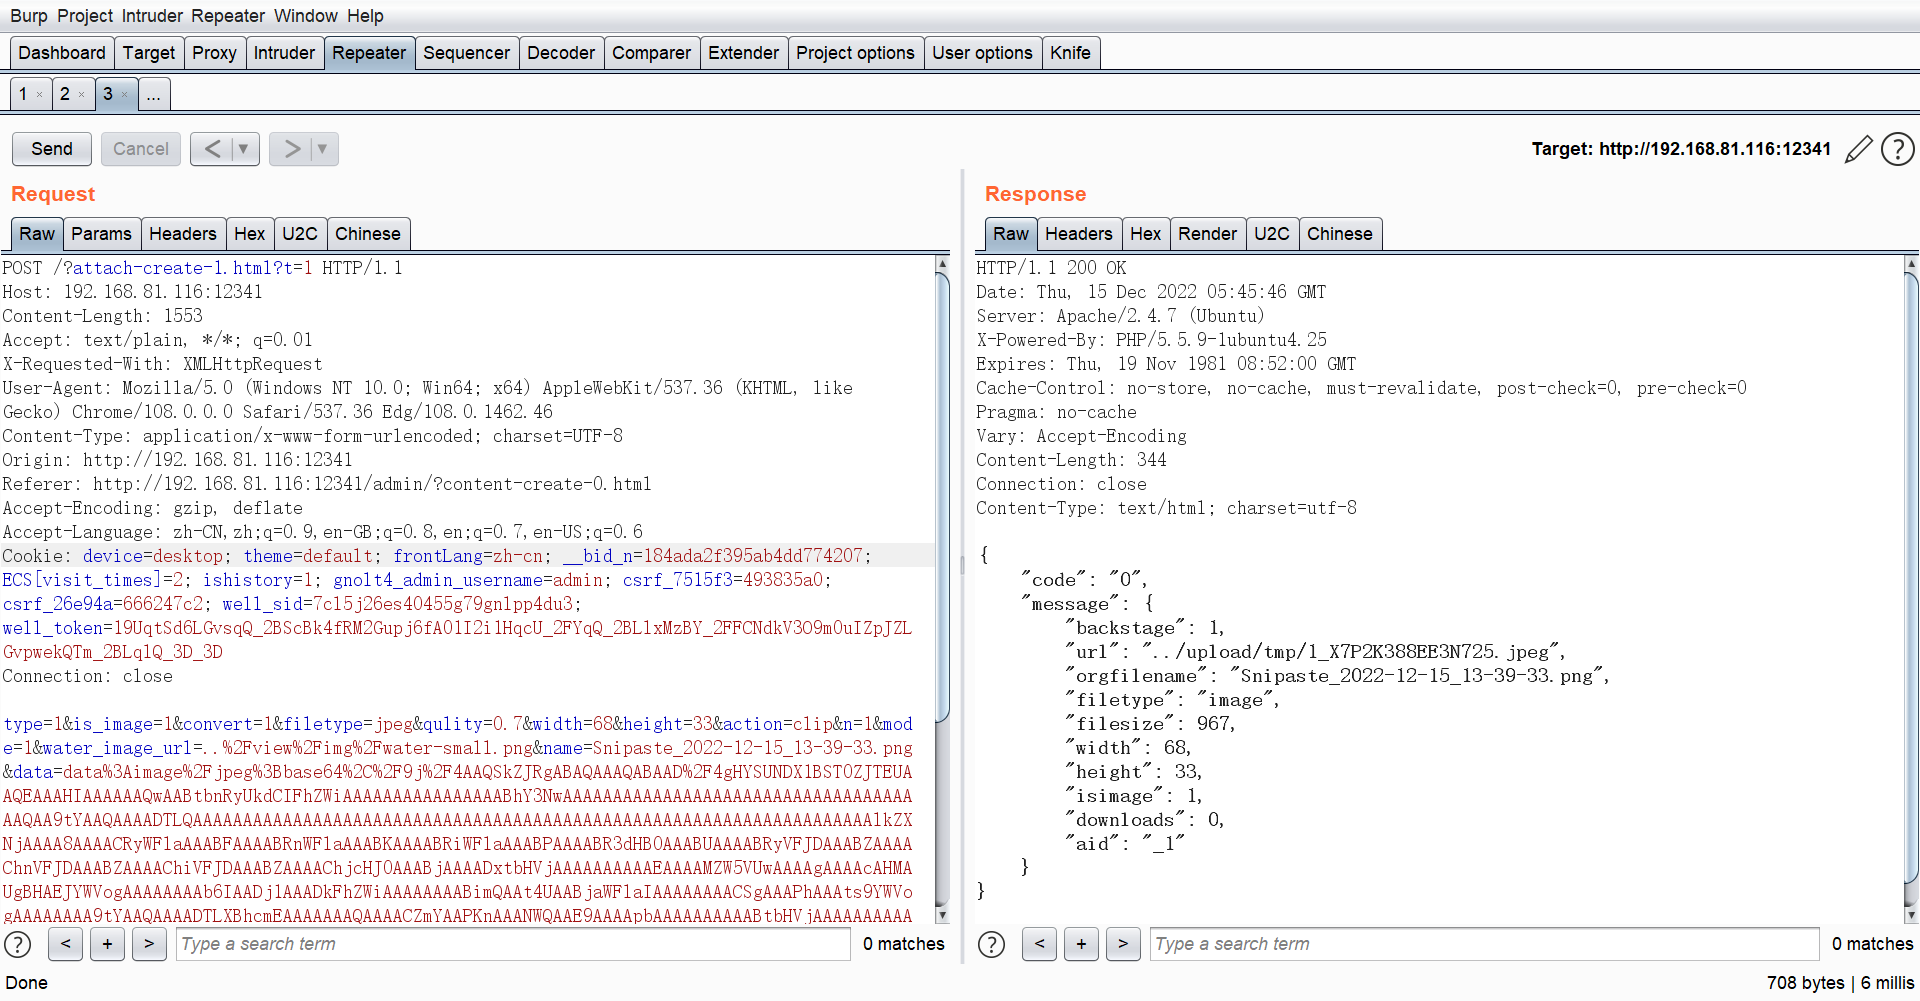 Burp Project Intruder Repeater Window Help
Dashboard Target Proxy Intruder Repeater Sequencer Decoder Comparer Extender Project options User options Knife
1 × 2 × 3 × ...
Send Cancel < ▼ > ▼ Target: http://192.168.81.116:12341 ?
Request
Raw Params Headers Hex U2C Chinese
POST /?attach-create-1.html?t=1 HTTP/1.1
Host: 192.168.81.116:12341
Content-Length: 1553
Accept: text/plain, */*; q=0.01
X-Requested-With: XMLHttpRequest
User-Agent: Mozilla/5.0 (Windows NT 10.0; Win64; x64) AppleWebKit/537.36 (KHTML, like
Gecko) Chrome/108.0.0.0 Safari/537.36 Edg/108.0.1462.46
Content-Type: application/x-www-form-urlencoded; charset=UTF-8
Origin: http://192.168.81.116:12341
Referer: http://192.168.81.116:12341/admin/?content-create-0.html
Accept-Encoding: gzip, deflate
Accept-Language: zh-CN,zh;q=0.9,en-GB;q=0.8,en;q=0.7,en-US;q=0.6
Cookie: device=desktop; theme=default; frontLang=zh-cn; __bid_n=184ada2f395ab4dd774207;
ECS[visit_times]=2; ishistory=1; gnolt4_admin_username=admin; csrf_7515f3=493835a0;
csrf_26e94a=666247c2; well_sid=7cl5j26es40455g79gnlpp4du3;
Connection: close
type=1&is_image=1&convert=1&filetype=jpeg&qulity=0.7&width=68&height=33&action=clip&n=1&mod
e=1&water_image_url=..%2Fview%2Fimg%2Fwater-small.png&name=Snipaste_2022-12-15_13-39-33.png
? < + > Type a search term 0 matches
Response
Raw Headers Hex Render U2C Chinese
HTTP/1.1 200 OK
Date: Thu, 15 Dec 2022 05:45:46 GMT
Server: Apache/2.4.7 (Ubuntu)
X-Powered-By: PHP/5.5.9-1ubuntu4.25
Expires: Thu, 19 Nov 1981 08:52:00 GMT
Cache-Control: no-store, no-cache, must-revalidate, post-check=0, pre-check=0
Pragma: no-cache
Vary: Accept-Encoding
Content-Length: 344
Connection: close
Content-Type: text/html; charset=utf-8
{
"code": "0",
"message": {
"backstage": 1,
"url": "../upload/tmp/1_X7P2K388EE3N725.jpeg",
"orgfilename": "Snipaste_2022-12-15_13-39-33.png",
"filetype": "image",
"filesize": 967,
"width": 68,
"height": 33,
"isimage": 1,
"downloads": 0,
"aid": "_1"
}
}
? < + > Type a search term 0 matches
Done 708 bytes | 6 millis